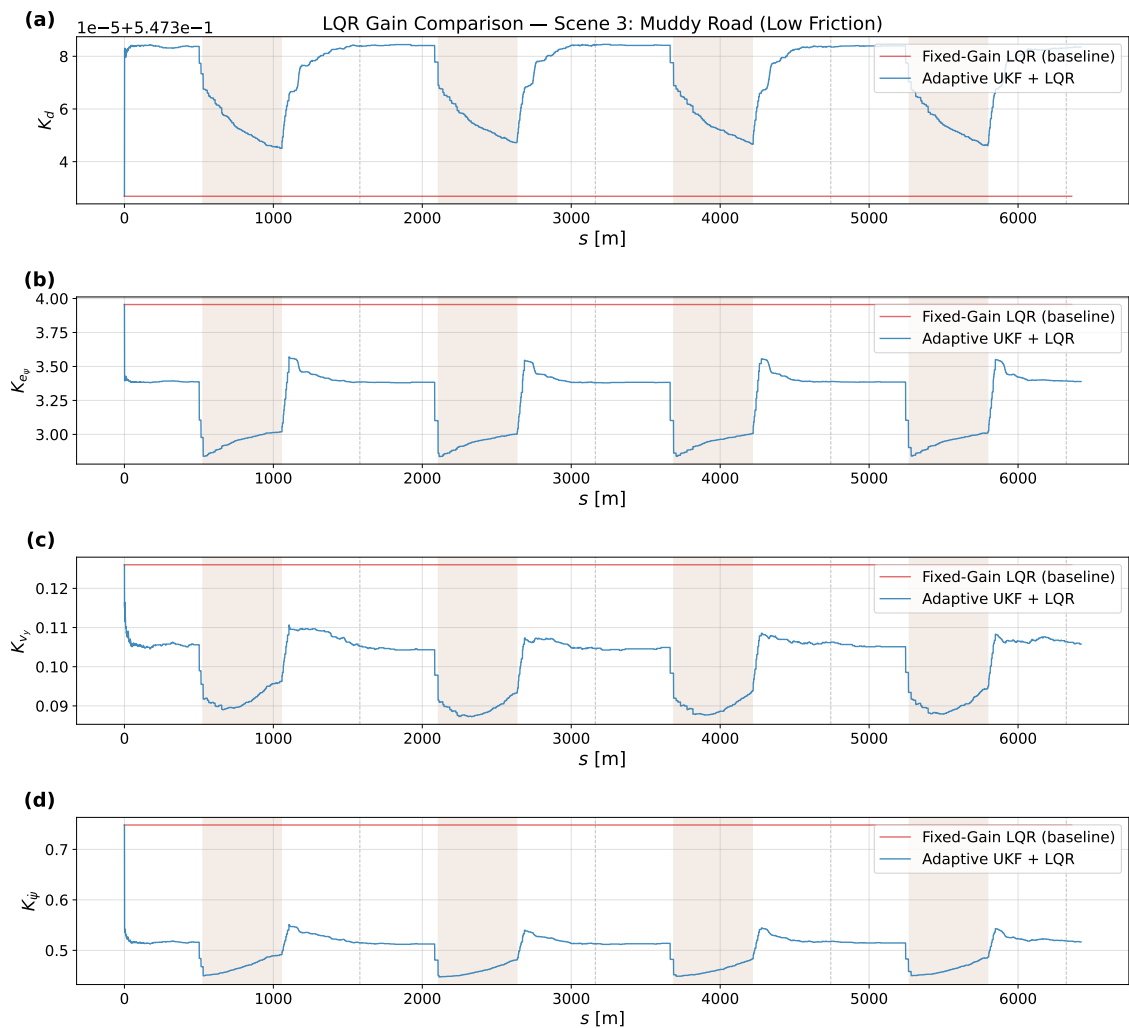 (a)
1e−5+5.473e−1
LQR Gain Comparison — Scene 3: Muddy Road (Low Friction)
8
6
4
K_d
Fixed-Gain LQR (baseline)
Adaptive UKF + LQR
0 1000 2000 3000 4000 5000 6000
s [m]
(b)
4.00
3.75
3.50
3.25
3.00
K_{e_ψ}
Fixed-Gain LQR (baseline)
Adaptive UKF + LQR
0 1000 2000 3000 4000 5000 6000
s [m]
(c)
0.12
0.11
0.10
0.09
K_{v_y}
Fixed-Gain LQR (baseline)
Adaptive UKF + LQR
0 1000 2000 3000 4000 5000 6000
s [m]
(d)
0.7
0.6
0.5
K_ψ̇
Fixed-Gain LQR (baseline)
Adaptive UKF + LQR
0 1000 2000 3000 4000 5000 6000
s [m]